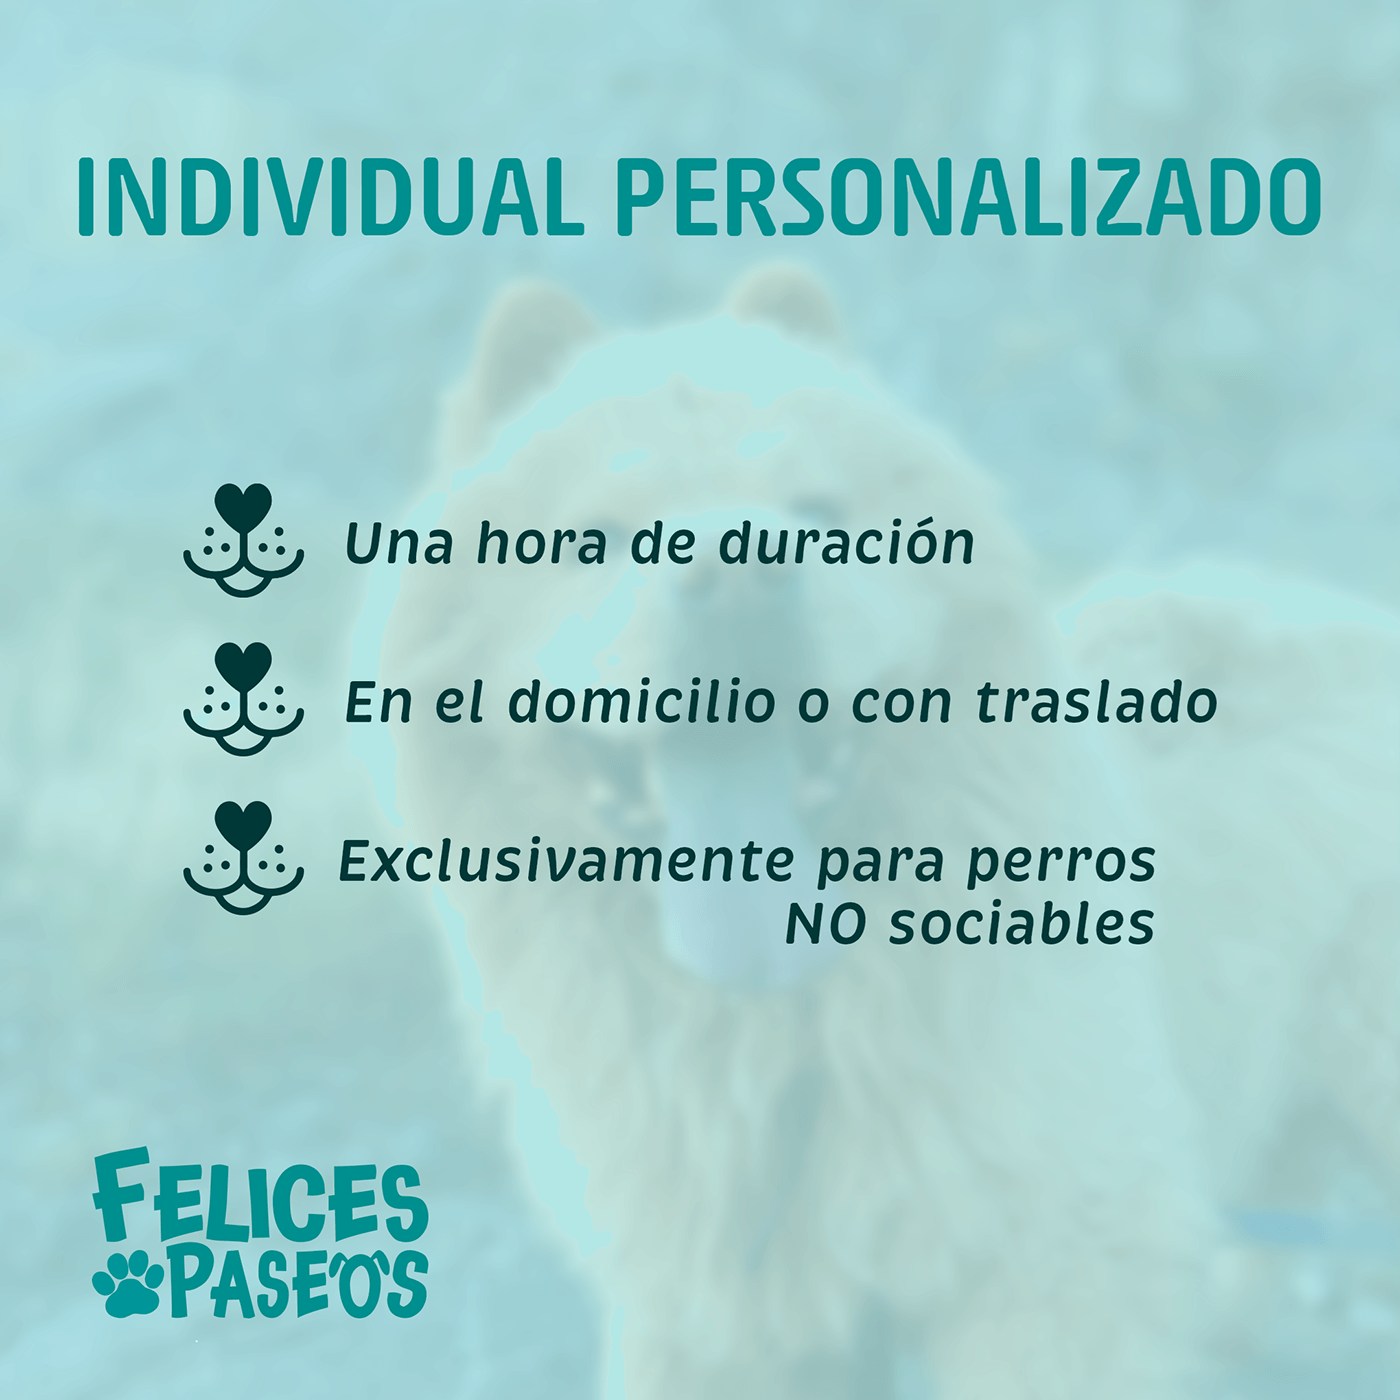 INDIVIDUAL PERSONALIZADO
Una hora de duración
En el domicilio o con traslado
Exclusivamente para perros
NO sociables
FELICES
PASEOS